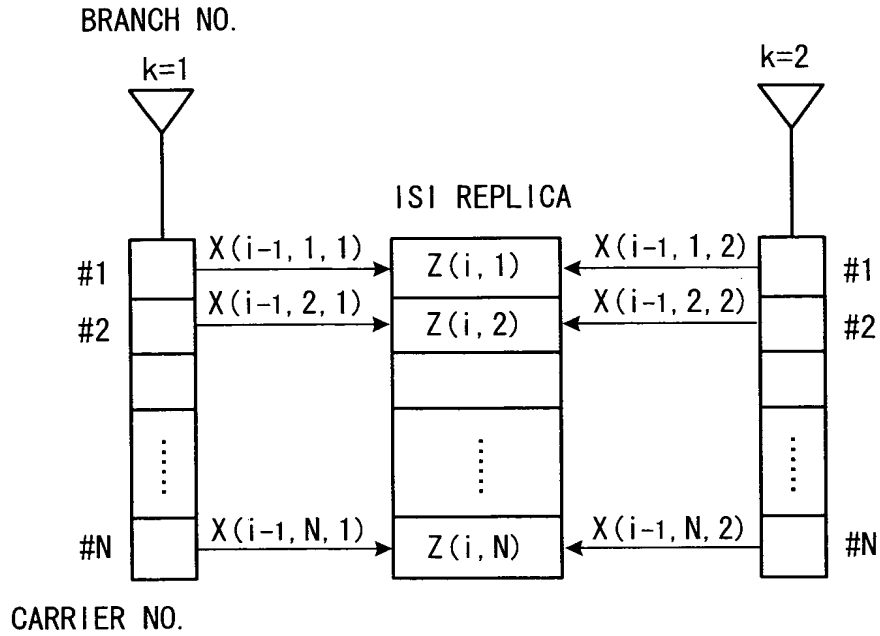 BRANCH NO.
k=1
k=2
ISI REPLICA
#1 X(i-1, 1, 1) Z(i, 1) X(i-1, 1, 2) #1
#2 X(i-1, 2, 1) Z(i, 2) X(i-1, 2, 2) #2
#N X(i-1, N, 1) Z(i, N) X(i-1, N, 2) #N
CARRIER NO.